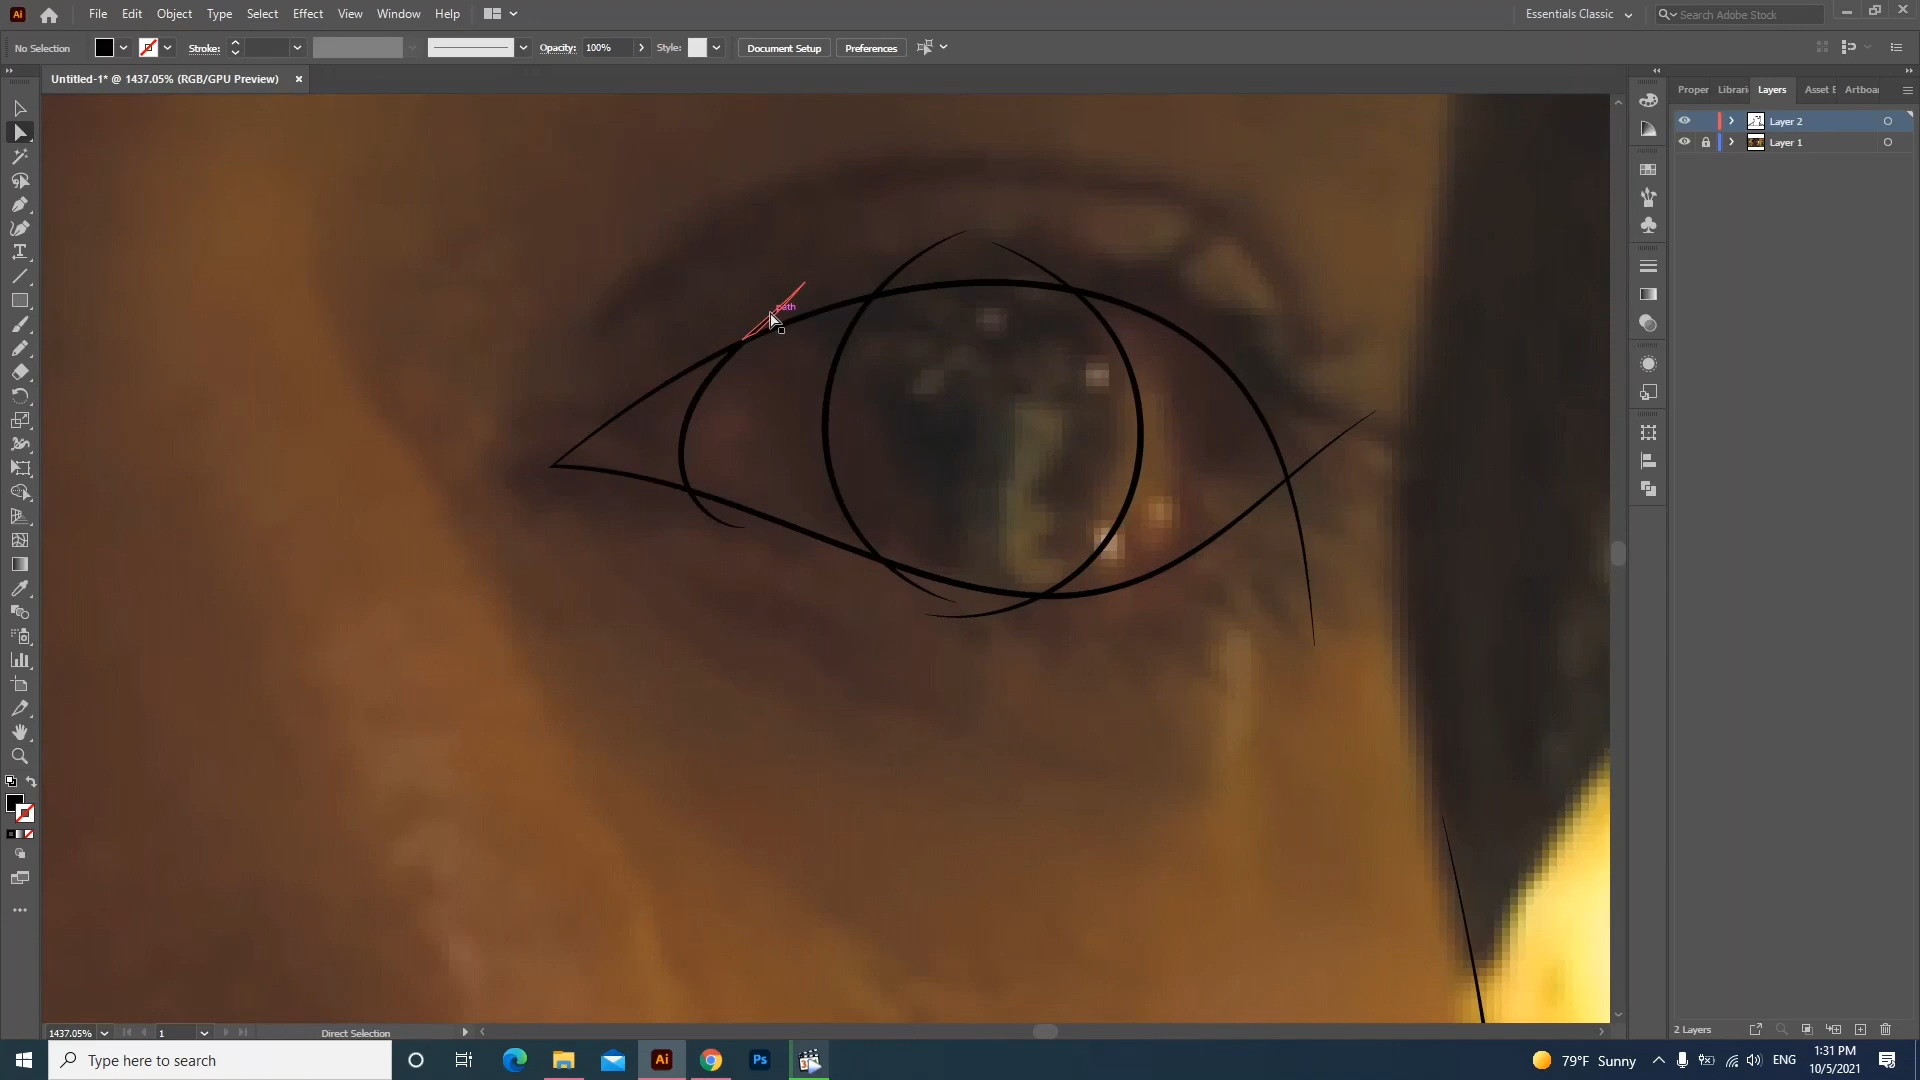 Ai File Edit Object Type Select Effect View Window Help Essentials Classic Search Adobe Stock
No Selection Stroke: Opacity: 100% Style: Document Setup Preferences
Untitled-1* @ 1437.05% (RGB/GPU Preview) ×
Proper Librari Layers Asset E Artboar
Layer 2
Layer 1
path
1437.05% 1 Direct Selection 2 Layers
Type here to search Ai Ps 79°F Sunny ENG 1:31 PM
10/5/2021